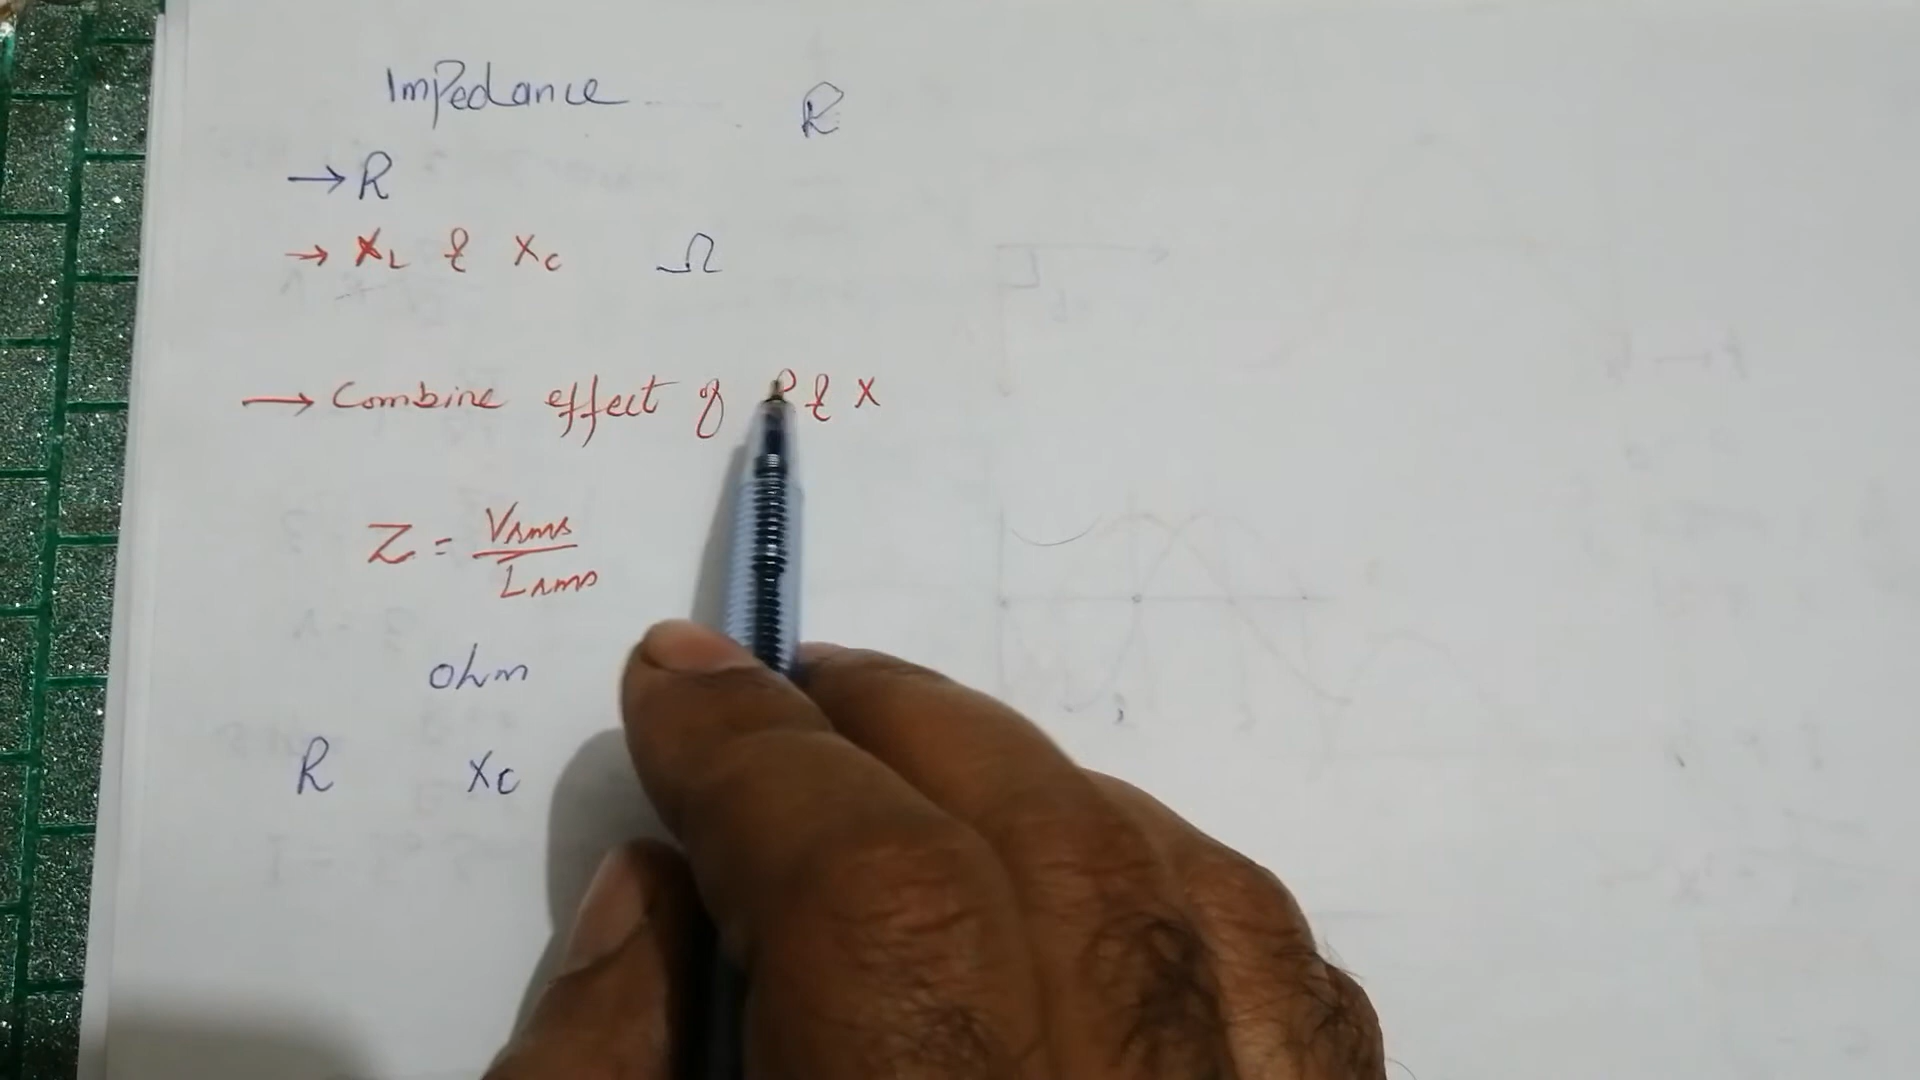 Impedance R
→ R
→ XL & Xc Ω
→ Combine effect of R & X
Z = Vrms
Irms
ohm
R Xc